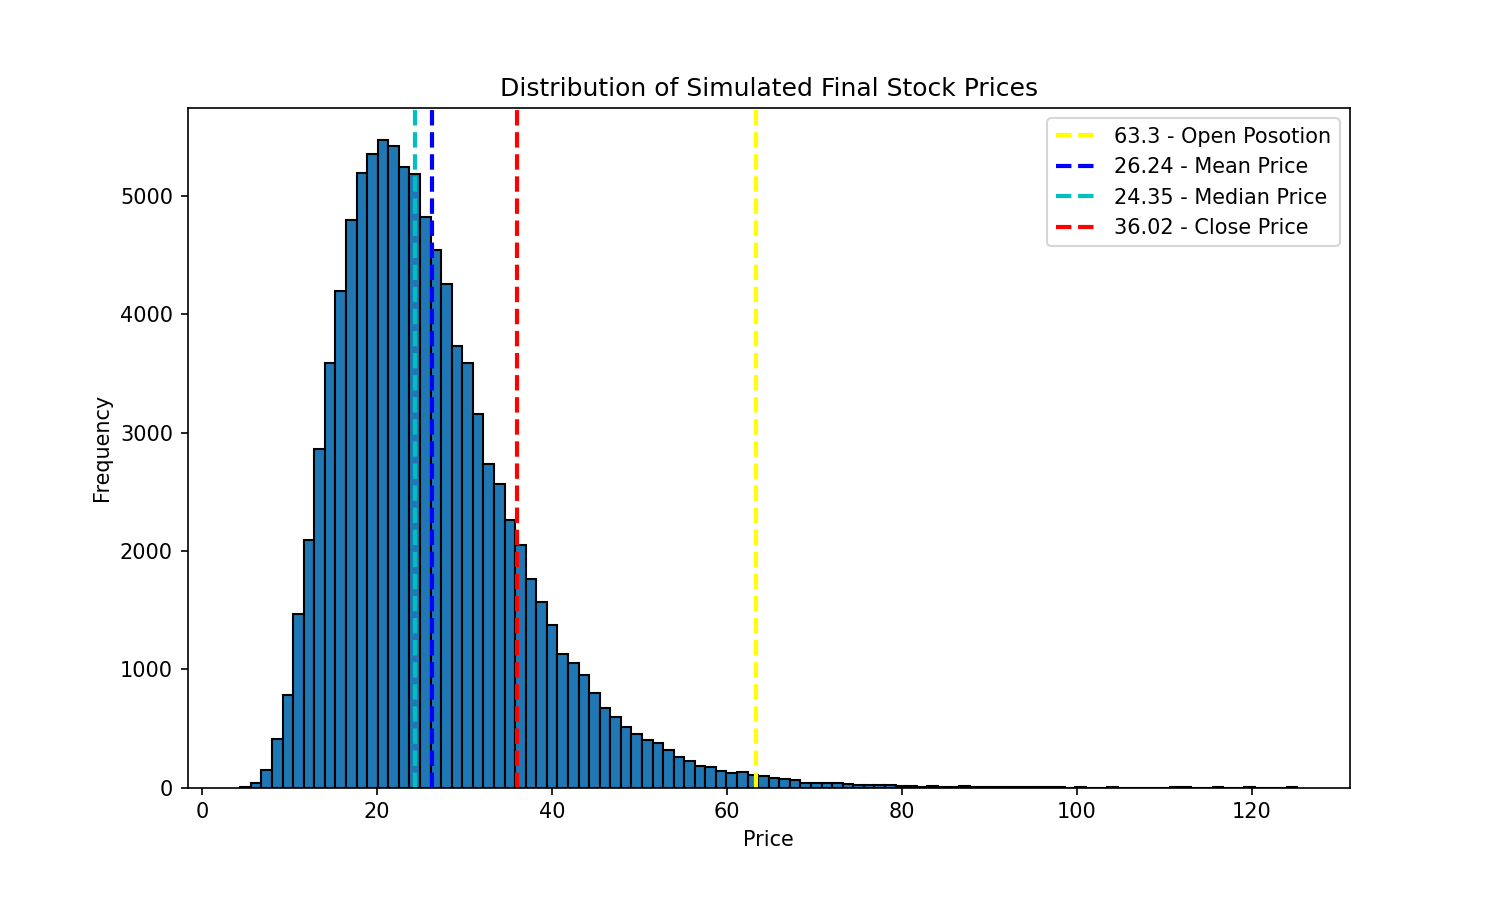 Distribution of Simulated Final Stock Prices
63.3 - Open Posotion
26.24 - Mean Price
24.35 - Median Price
36.02 - Close Price
5000
4000
3000
2000
1000
0
Frequency
0 20 40 60 80 100 120
Price